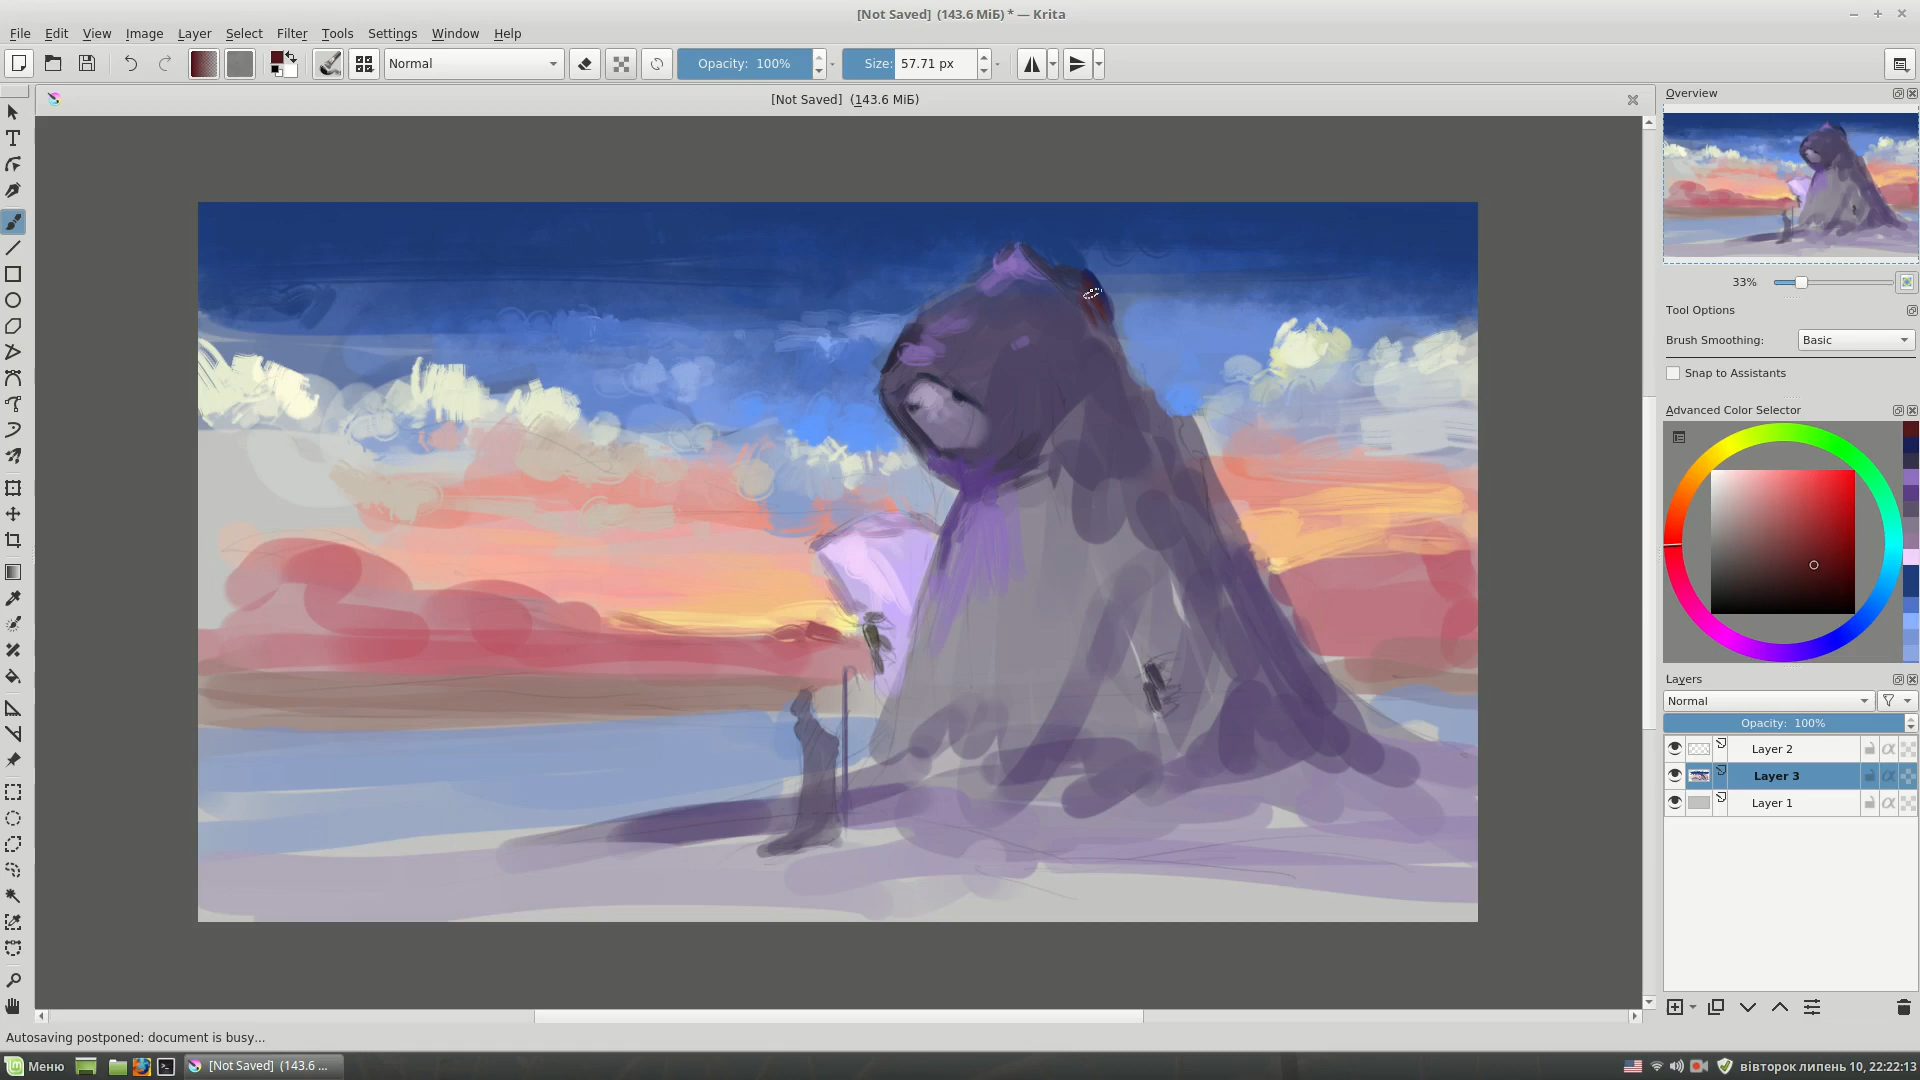 [Not Saved]  (143.6 МіБ) * — Krita
File Edit View Image Layer Select Filter Tools Settings Window Help
Normal
Opacity: 100%
Size: 57.71 px
[Not Saved]  (143.6 МіБ)
Overview
33%
Tool Options
Brush Smoothing: Basic
Snap to Assistants
Advanced Color Selector
Layers
Normal
Opacity: 100%
Layer 2
Layer 3
Layer 1
Autosaving postponed: document is busy...
Меню
[Not Saved]  (143.6 ...
вівторок липень 10, 22:22:13